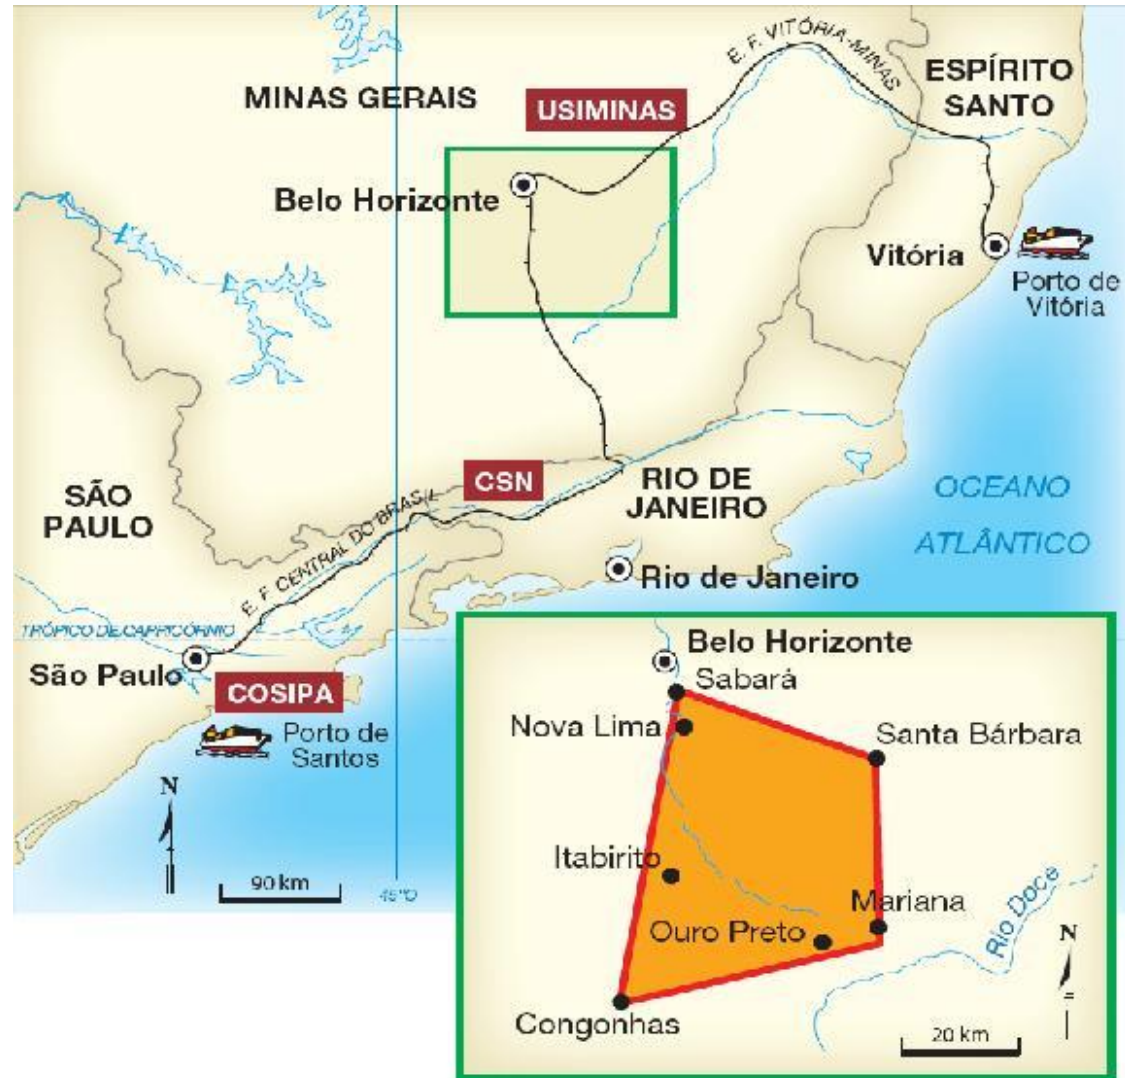 E. F. VITÓRIA-MINAS
ESPÍRITO
SANTO
MINAS GERAIS
USIMINAS
Belo Horizonte
Vitória
Porto de
Vitória
CSN
RIO DE
JANEIRO
SÃO
PAULO
E. F. CENTRAL DO BRASIL
OCEANO
ATLÂNTICO
Rio de Janeiro
TRÓPICO DE CAPRICÓRNIO
São Paulo
COSIPA
Porto de
Santos
N
90 km
45°O
Belo Horizonte
Sabará
Nova Lima
Santa Bárbara
Itabirito
Mariana
Ouro Preto
Rio Doce
N
Congonhas
20 km